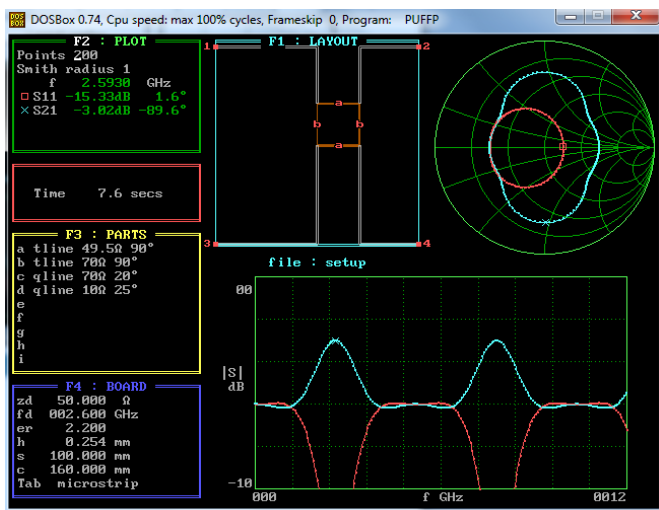 DOSBox 0.74, Cpu speed: max 100% cycles, Frameskip 0, Program: PUFFP
F2 : PLOT
Points 200
Smith radius 1
f 2.5930 GHz
□ S11 -15.33dB 1.6°
× S21 -3.02dB -89.6°
Time 7.6 secs
F3 : PARTS
a tline 49.5Ω 90°
b tline 70Ω 90°
c qline 70Ω 20°
d qline 10Ω 25°
e
f
g
h
i
F4 : BOARD
zd 50.000 Ω
fd 002.600 GHz
er 2.200
h 0.254 mm
s 100.000 mm
c 160.000 mm
Tab microstrip
F1 : LAYOUT
1 2
a
b b
a
3 4
file : setup
00
|S|
dB
-10
000 f GHz 0012